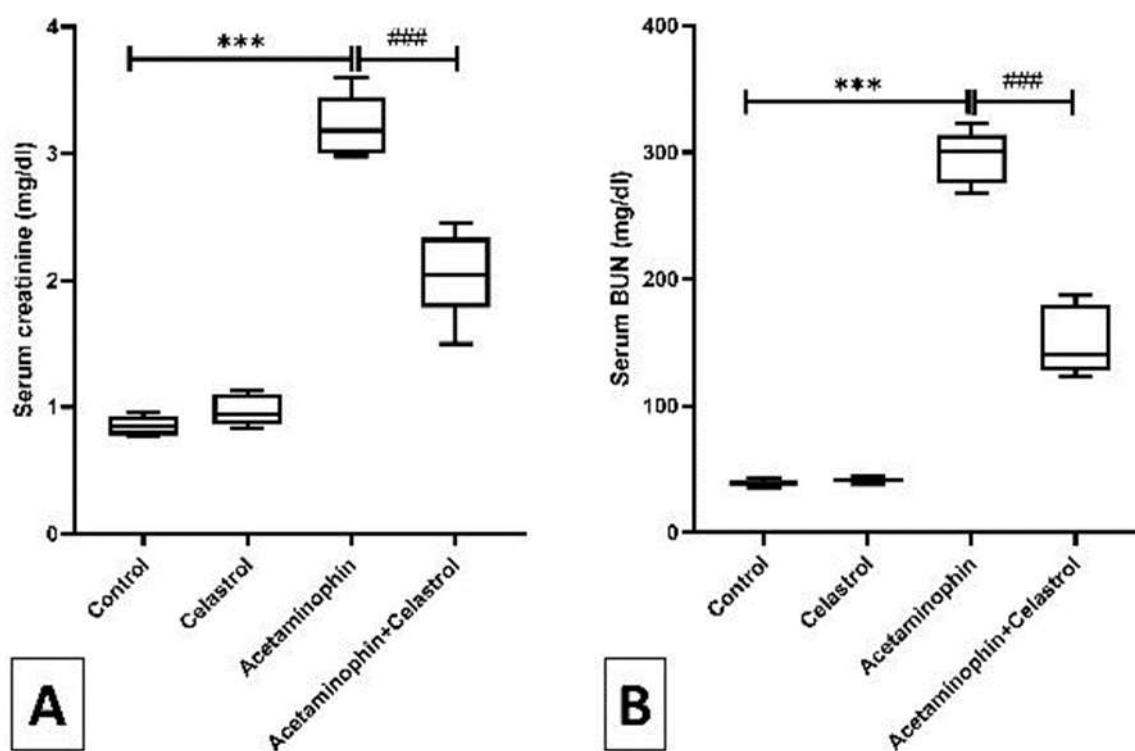 Serum creatinine (mg/dl)
4
3
2
1
0
***
###
Control
Celastrol
Acetaminophin
Acetaminophin+Celastrol
A
Serum BUN (mg/dl)
400
300
200
100
0
***
###
Control
Celastrol
Acetaminophin
Acetaminophin+Celastrol
B